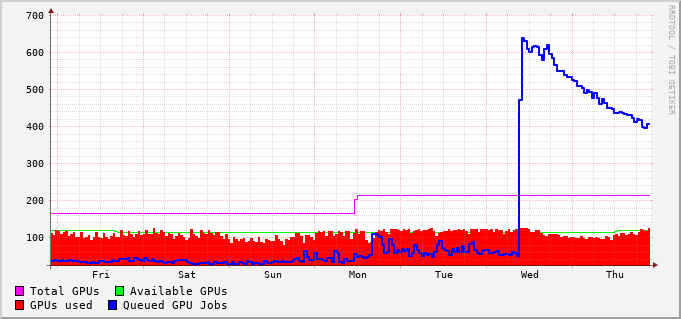 700
600
500
400
300
200
100
Fri Sat Sun Mon Tue Wed Thu
Total GPUs Available GPUs
GPUs used Queued GPU Jobs
RRDTOOL / TOBI OETIKER